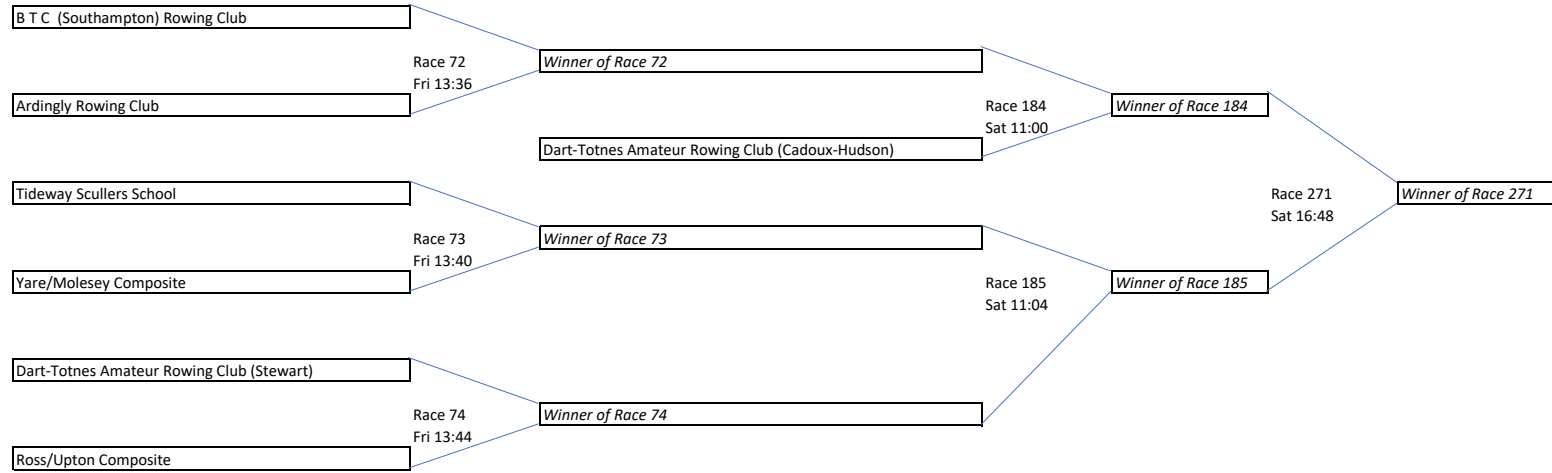 B T C (Southampton) Rowing Club
Race 72
Fri 13:36
Ardingly Rowing Club
Winner of Race 72
Race 184
Sat 11:00
Dart-Totnes Amateur Rowing Club (Cadoux-Hudson)
Winner of Race 184
Tideway Scullers School
Race 73
Fri 13:40
Yare/Molesey Composite
Winner of Race 73
Race 185
Sat 11:04
Winner of Race 185
Race 271
Sat 16:48
Winner of Race 271
Dart-Totnes Amateur Rowing Club (Stewart)
Race 74
Fri 13:44
Ross/Upton Composite
Winner of Race 74